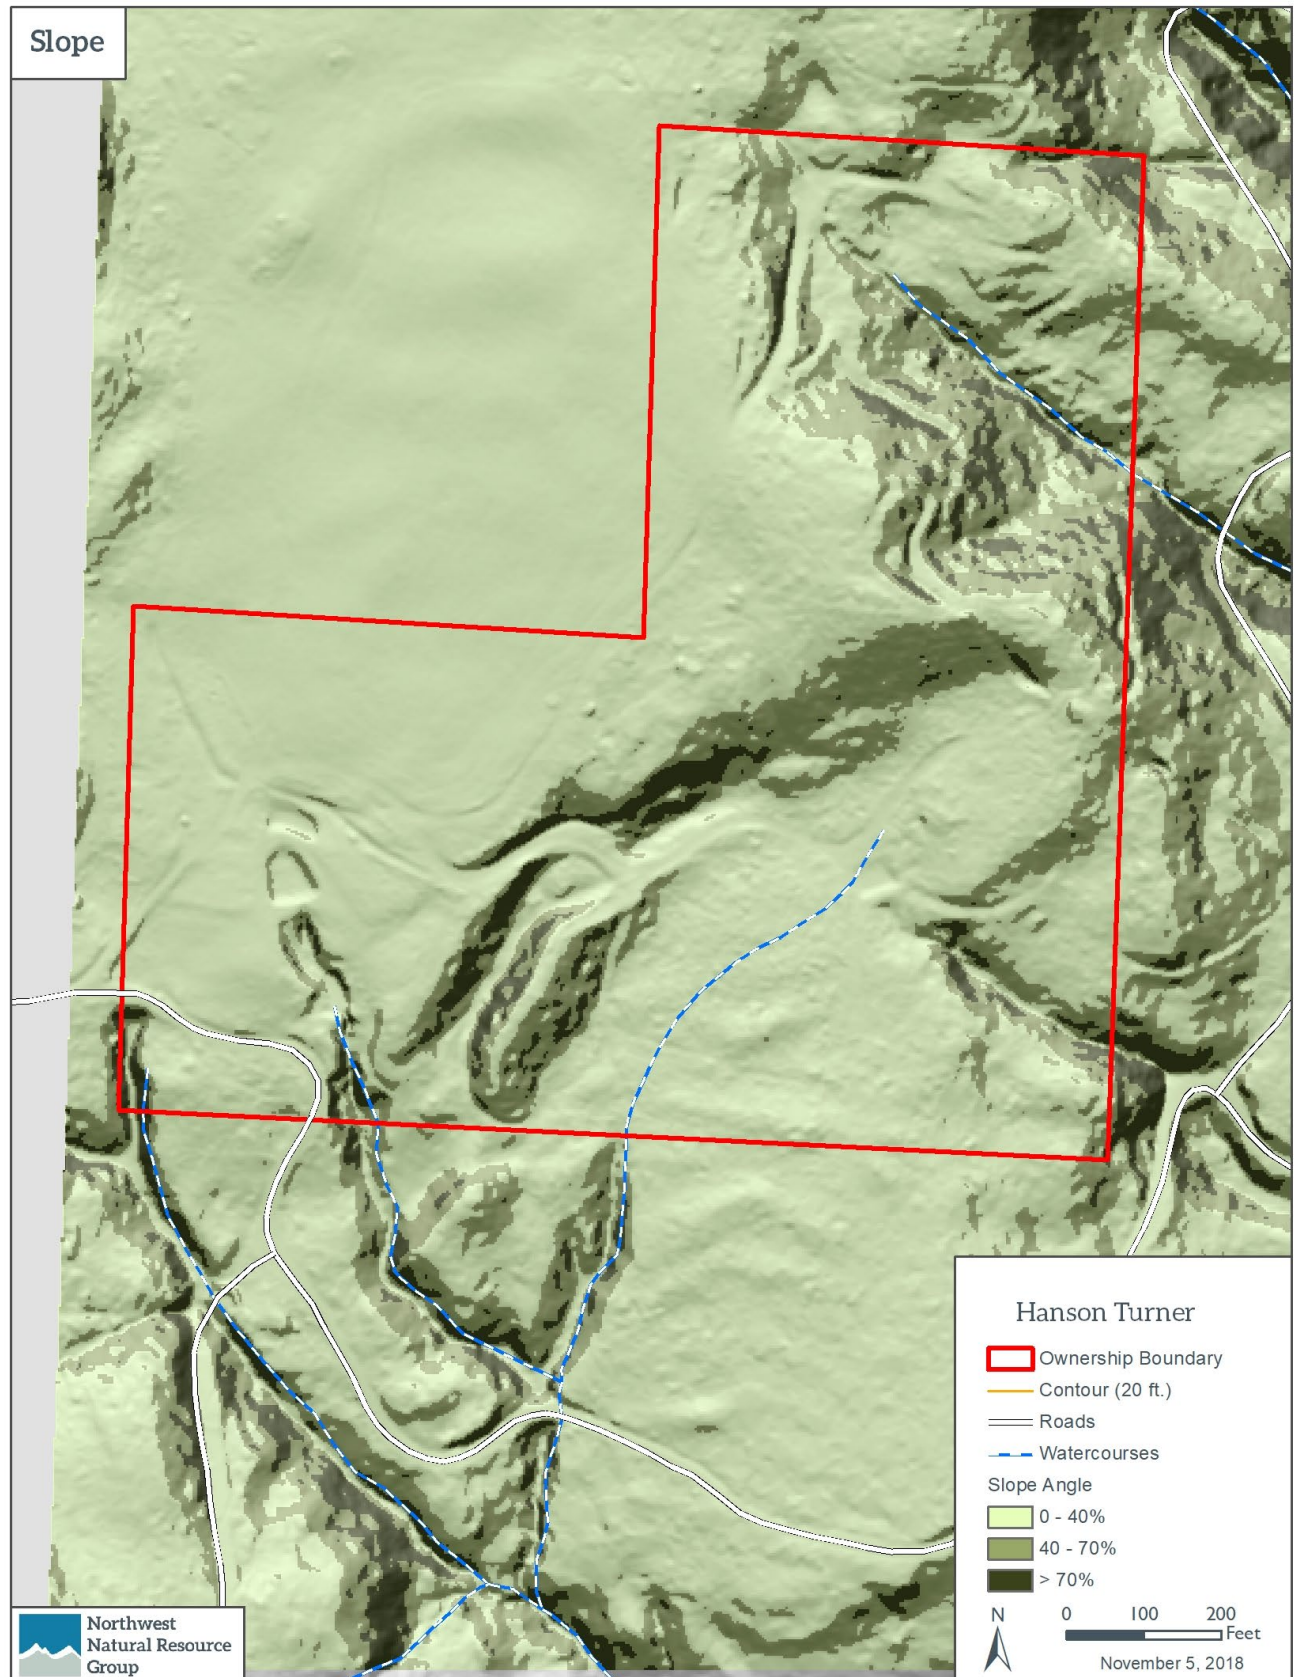 Slope
Hanson Turner
Ownership Boundary
Contour (20 ft.)
Roads
Watercourses
Slope Angle
0 - 40%
40 - 70%
> 70%
N
0 100 200
Feet
November 5, 2018
Northwest
Natural Resource
Group